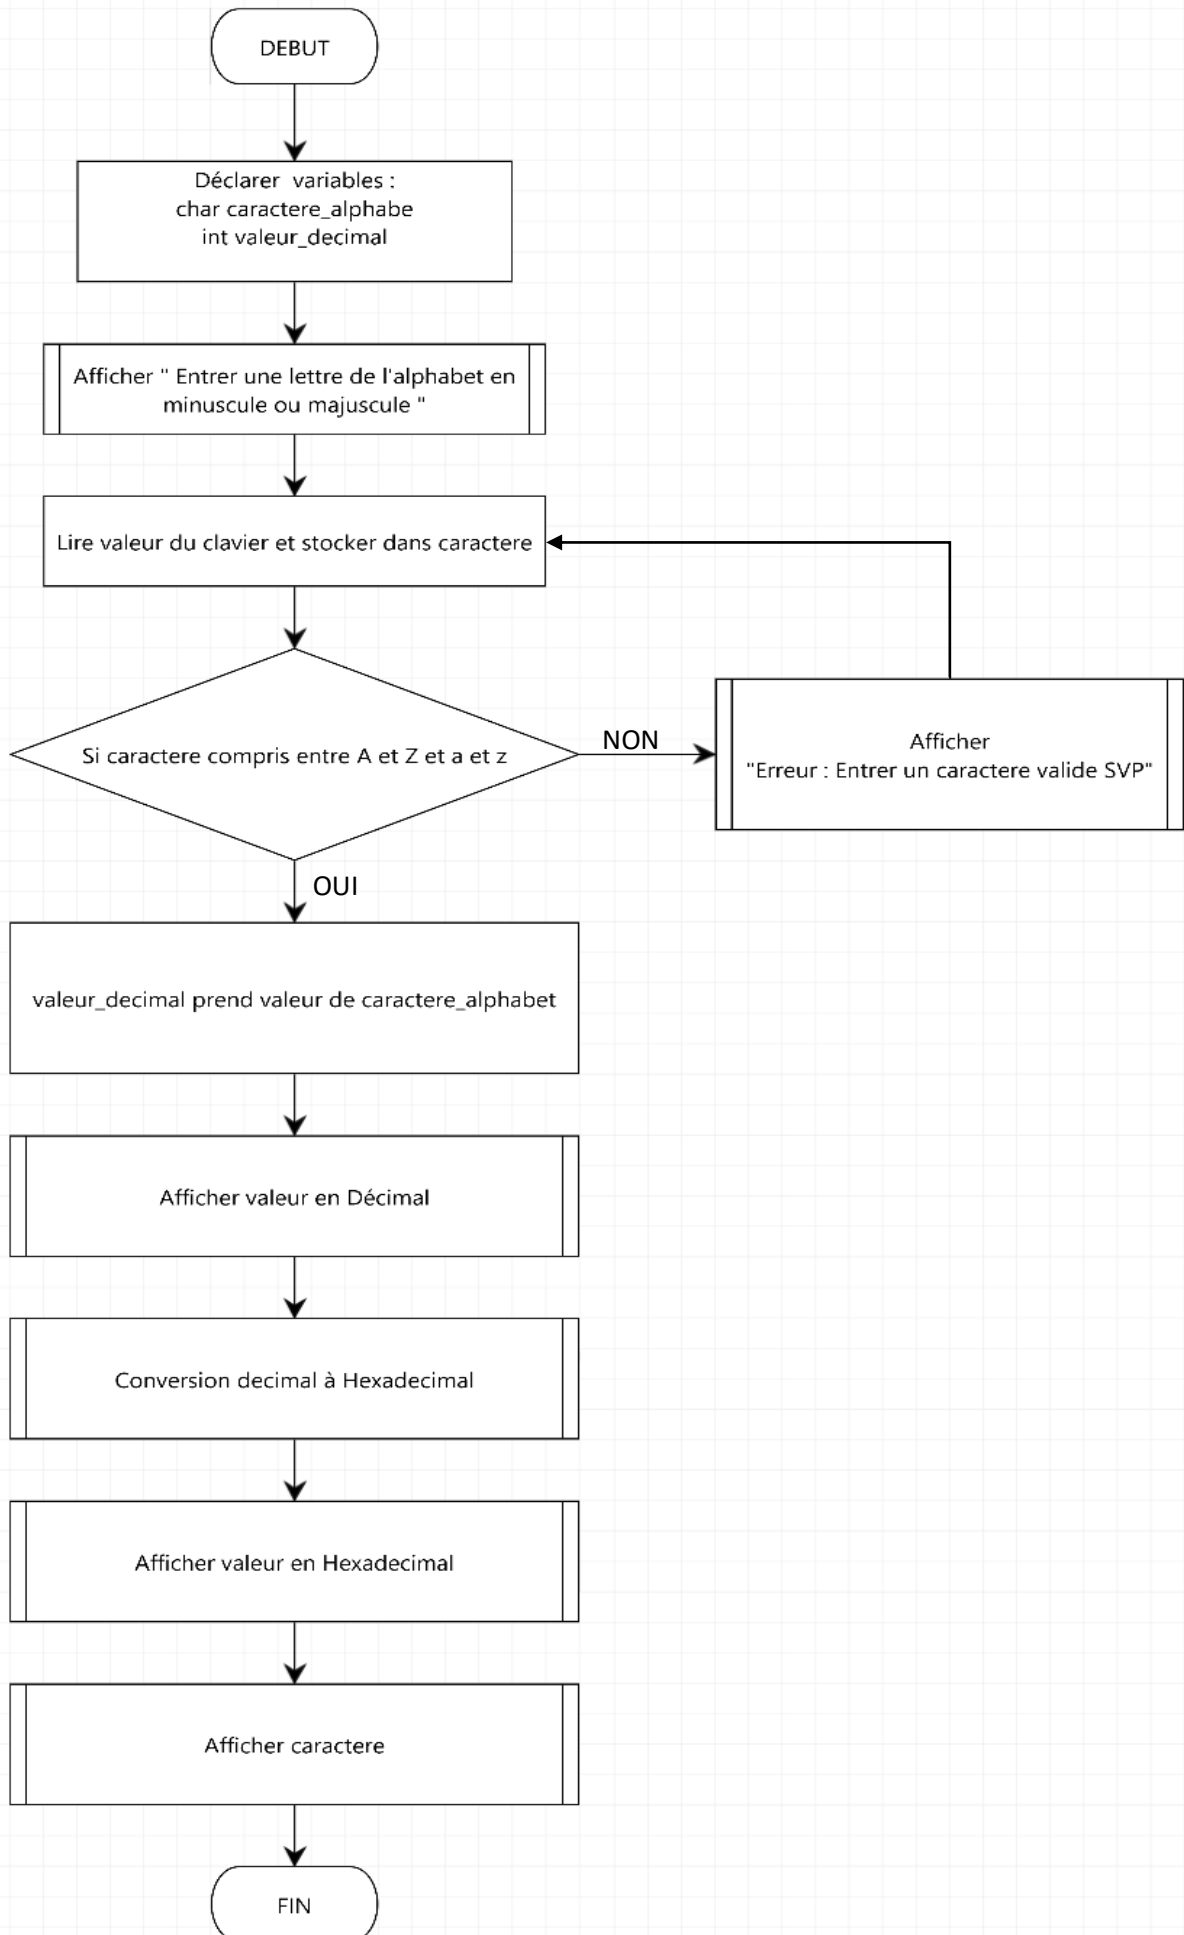 DEBUT
Déclarer variables :
char caractere_alphabe
int valeur_decimal
Afficher " Entrer une lettre de l'alphabet en
minuscule ou majuscule "
Lire valeur du clavier et stocker dans caractere
Si caractere compris entre A et Z et a et z
NON
Afficher
"Erreur : Entrer un caractere valide SVP"
OUI
valeur_decimal prend valeur de caractere_alphabet
Afficher valeur en Décimal
Conversion decimal à Hexadecimal
Afficher valeur en Hexadecimal
Afficher caractere
FIN